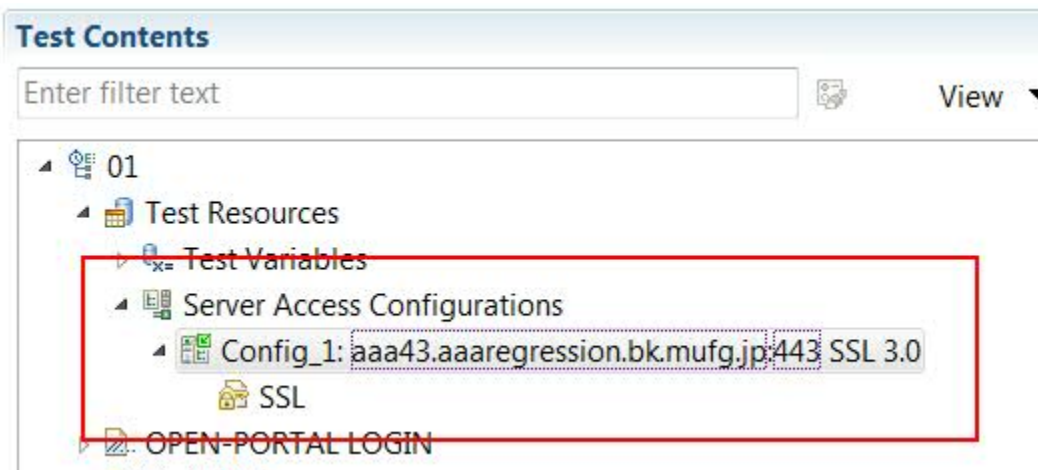 Test Contents
Enter filter text
View
01
Test Resources
Test Variables
Server Access Configurations
Config_1: aaa43.aaaregression.bk.mufg.jp:443 SSL 3.0
SSL
OPEN-PORTAL LOGIN